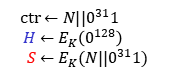 ctr ← N||0³¹1
H ← E_K(0¹²⁸)
S ← E_K(N||0³¹1)